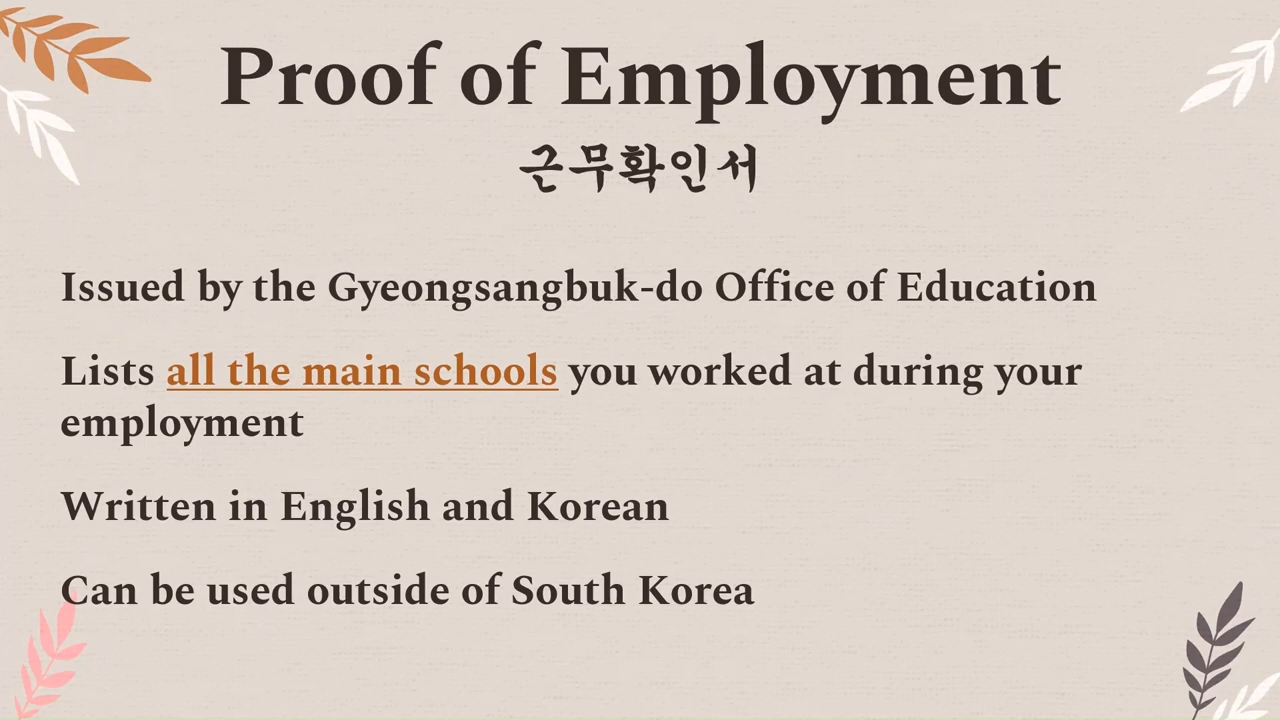 Proof of Employment
근무확인서
Issued by the Gyeongsangbuk-do Office of Education
Lists all the main schools you worked at during your
employment
Written in English and Korean
Can be used outside of South Korea